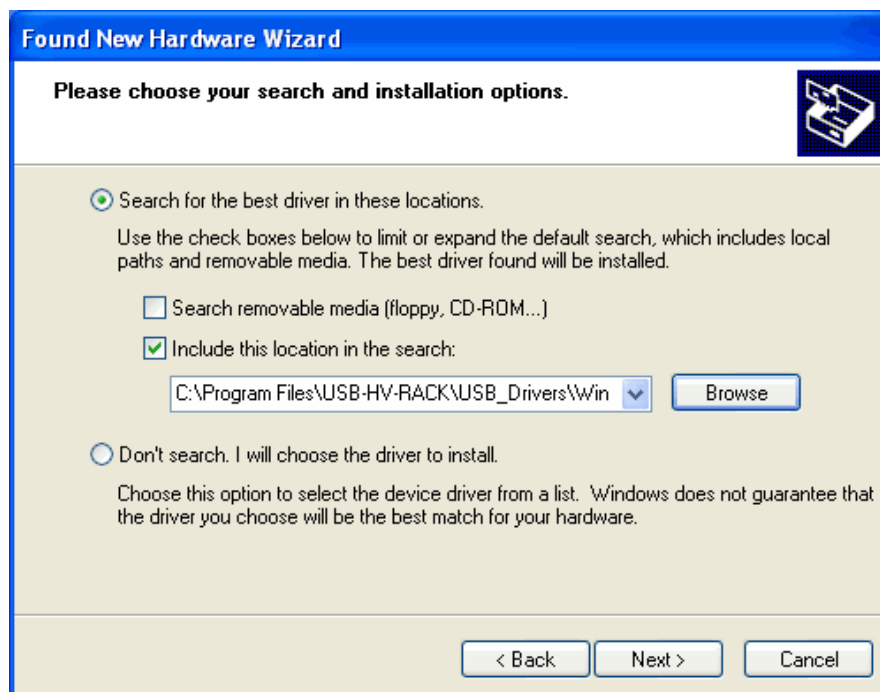 Found New Hardware Wizard
Please choose your search and installation options.
Search for the best driver in these locations.
Use the check boxes below to limit or expand the default search, which includes local
paths and removable media. The best driver found will be installed.
Search removable media (floppy, CD-ROM...)
Include this location in the search:
C:\Program Files\USB-HV-RACK\USB_Drivers\Win
Browse
Don't search. I will choose the driver to install.
Choose this option to select the device driver from a list.  Windows does not guarantee that
the driver you choose will be the best match for your hardware.
< Back
Next >
Cancel